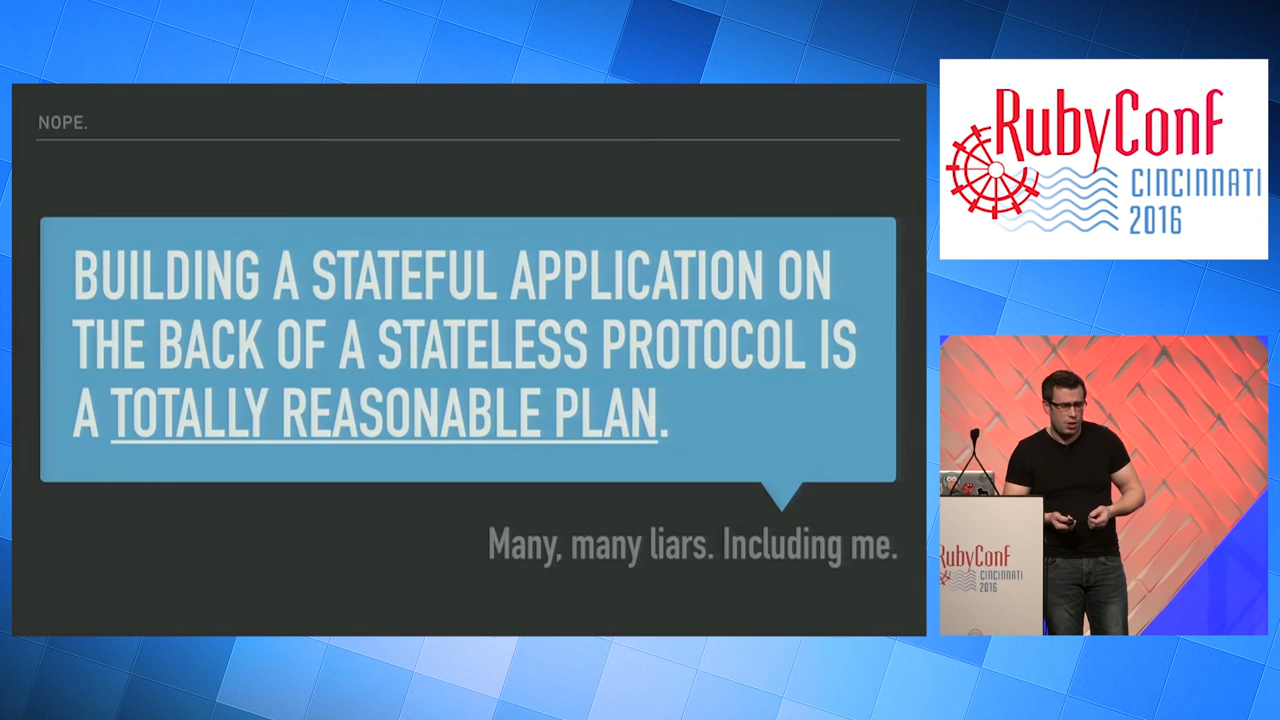 NOPE.
BUILDING A STATEFUL APPLICATION ON
THE BACK OF A STATELESS PROTOCOL IS
A TOTALLY REASONABLE PLAN.
Many, many liars. Including me.
RubyConf
CINCINNATI
2016
RubyConf
CINCINNATI
2016